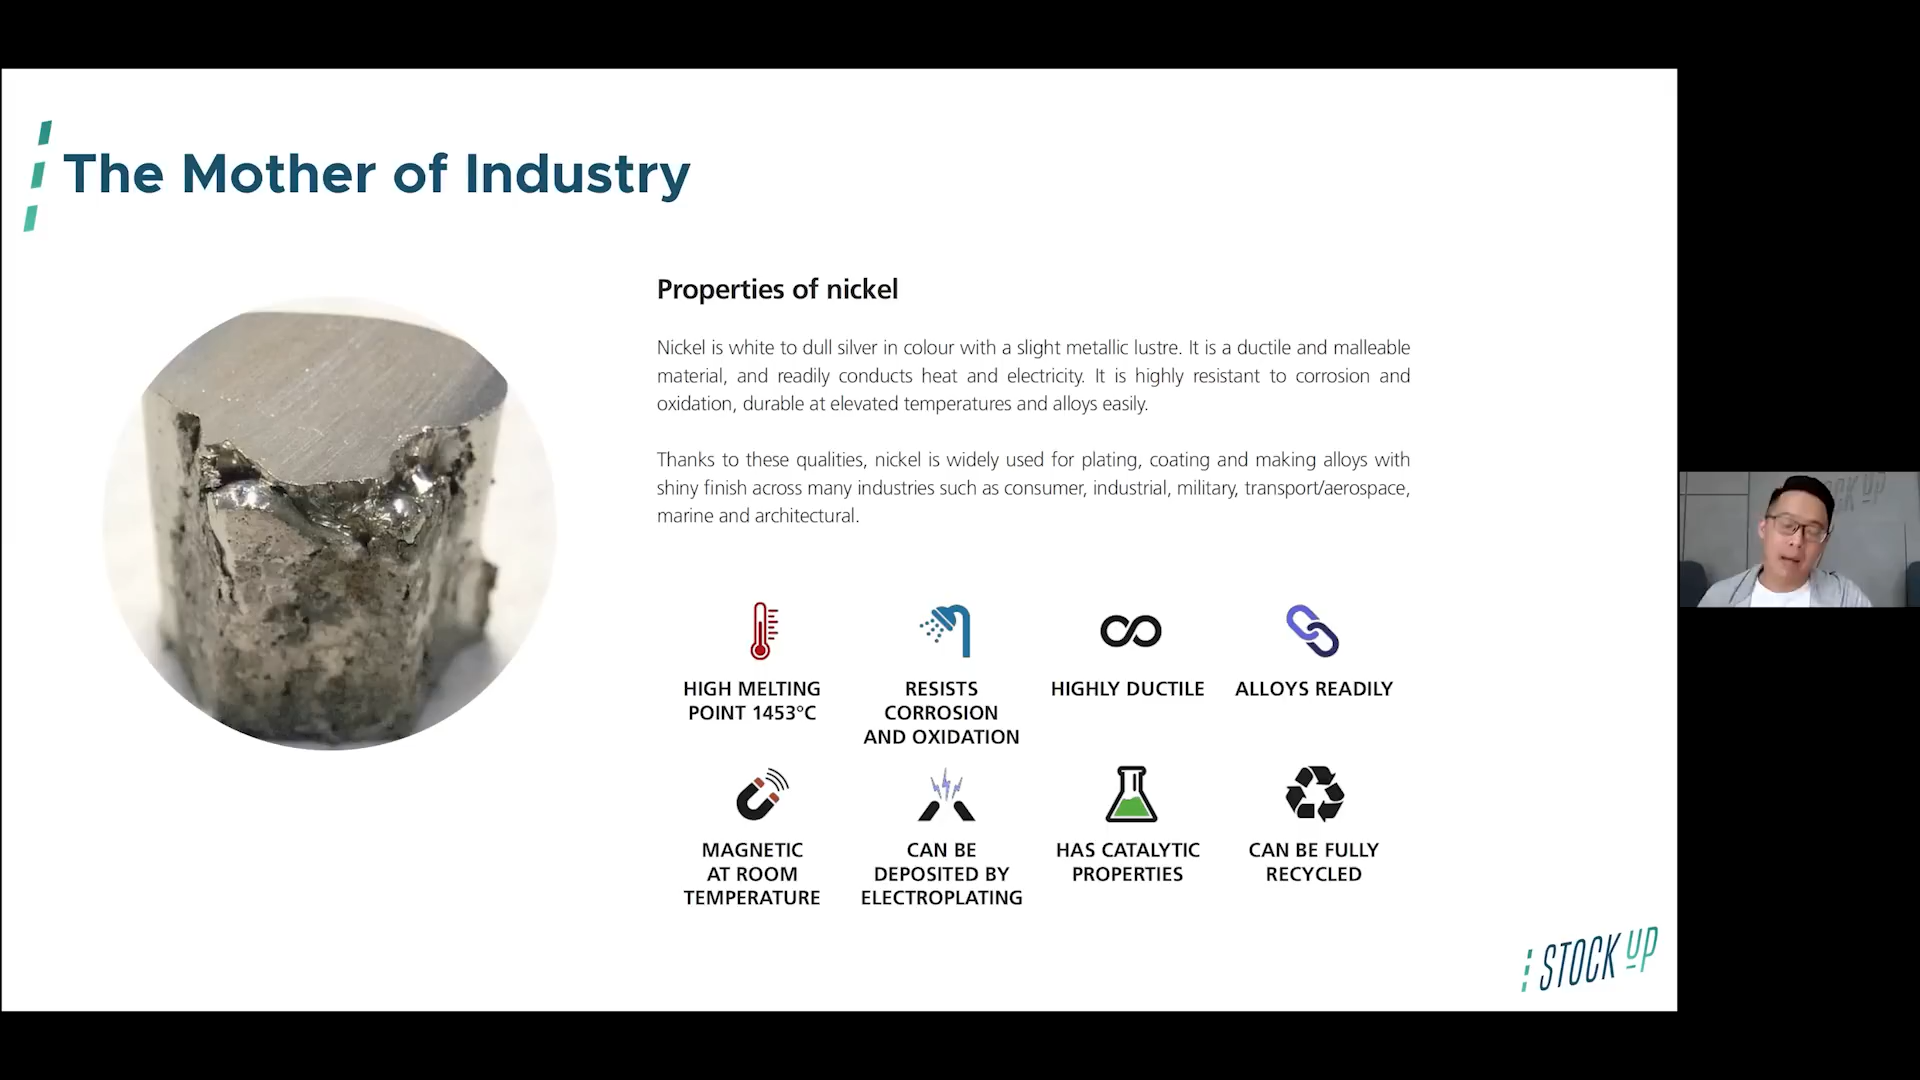 The Mother of Industry
Properties of nickel
Nickel is white to dull silver in colour with a slight metallic lustre. It is a ductile and malleable
material, and readily conducts heat and electricity. It is highly resistant to corrosion and
oxidation, durable at elevated temperatures and alloys easily.
Thanks to these qualities, nickel is widely used for plating, coating and making alloys with
shiny finish across many industries such as consumer, industrial, military, transport/aerospace,
marine and architectural.
HIGH MELTING
POINT 1453°C
RESISTS
CORROSION
AND OXIDATION
HIGHLY DUCTILE
ALLOYS READILY
MAGNETIC
AT ROOM
TEMPERATURE
CAN BE
DEPOSITED BY
ELECTROPLATING
HAS CATALYTIC
PROPERTIES
CAN BE FULLY
RECYCLED
STOCK UP